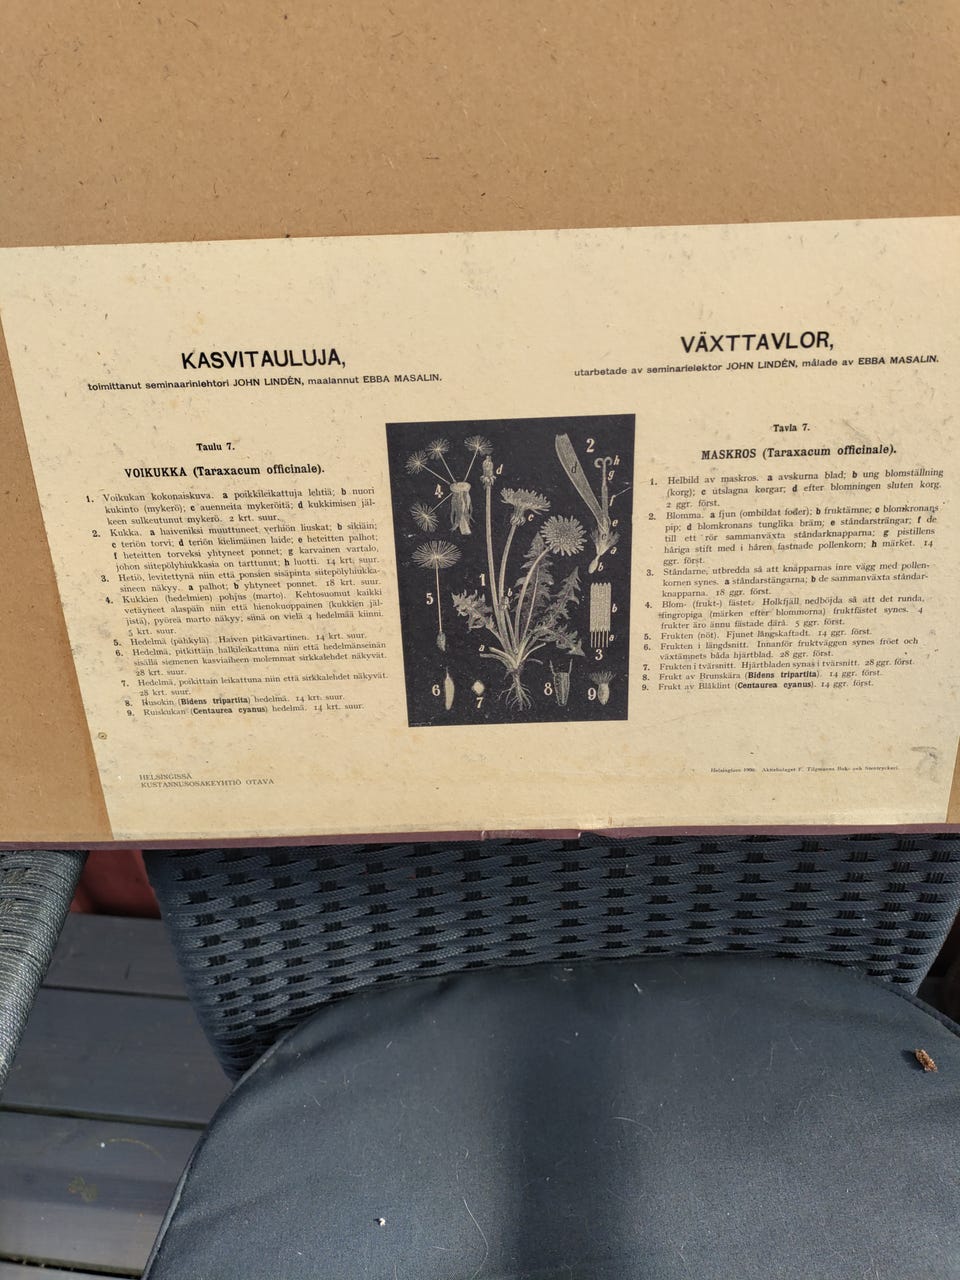 KASVITAULUJA,
toimittanut seminaarinlehtori JOHN LINDÉN, maalannut EBBA MASALIN.
Taulu 7.
VOIKUKKA (Taraxacum officinale).
1. Voikukan kokonaiskuva. a poikkileikattuja lehtiä; b nuori
kukinto (mykerö); c auenneita mykeröitä; d kukkimisen jäl-
keen sulkeutunut mykerö. 2 krt. suur.
2. Kukka. a haiveniksi muuttuneet verhiön liuskat; b sikiäin;
c teriön torvi; d teriön kielimäinen laide; e heteitten palhot;
f heteitten torveksi yhtyneet ponnet; g karvainen vartalo,
johon siitepölyhiukkasia on tarttunut; h luotti. 14 krt. suur.
3. Hetiö, levitettynä niin että ponsien sisäpinta siitepölyhiukka-
sineen näkyy. a palhot; b yhtyneet ponnet. 18 krt. suur.
4. Kukkien (hedelmien) pohjus (marto). Kehtosuomut kaikki
vetäyneet alaspäin niin että hienokuoppainen (kukkien jäl-
jistä), pyöreä marto näkyy; siinä on vielä 4 hedelmää kiinni.
5 krt. suur.
5. Hedelmä (pähkylä). Haiven pitkävartinen. 14 krt. suur.
6. Hedelmä, pitkittäin halkileikattuna niin että hedelmänseinän
sisällä siemenen kasviaiheen molemmat sirkkalehdet näkyvät.
28 krt. suur.
7. Hedelmä, poikittain leikattuna niin että sirkkalehdet näkyvät.
28 krt. suur.
8. Rusokin (Bidens tripartita) hedelmä. 14 krt. suur.
9. Ruiskukan (Centaurea cyanus) hedelmä. 14 krt. suur.
HELSINGISSÄ
KUSTANNUSOSAKEYHTIÖ OTAVA
4
d
2
h
d
g
f
c
e
c
a
b
1
5
b
b
a
3
a
6
7
8
9
VÄXTTAVLOR,
utarbetade av seminarielektor JOHN LINDÉN, målade av EBBA MASALIN.
Tavla 7.
MASKROS (Taraxacum officinale).
1. Helbild av maskros. a avskurna blad; b ung blomställning
(korg); c utslagna korgar; d efter blomningen sluten korg.
2 ggr. först.
2. Blomma. a fjun (ombildat foder); b fruktämne; c blomkronans
pip; d blomkronans tunglika bräm; e ståndarsträngar; f de
till ett rör sammanväxta ståndarknapparna; g pistillens
håriga stift med i håren fastnade pollenkorn; h märket. 14
ggr. först.
3. Ståndarne, utbredda så att knapparnas inre vägg med pollen-
kornen synes. a ståndarstängarna; b de sammanväxta ståndar-
knapparna. 18 ggr. först.
4. Blom- (frukt-) fästet. Holkfjäll nedböjda så att det runda,
fingropiga (märken efter blommorna) fruktfästet synes. 4
frukter äro ännu fästade därå. 5 ggr. först.
5. Frukten (nöt). Fjunet långskaftadt. 14 ggr. först.
6. Frukten i längdsnitt. Innanför fruktväggen synes fröet och
växtämnets båda hjärtblad. 28 ggr. först.
7. Frukten i tvärsnitt. Hjärtbladen synas i tvärsnitt. 28 ggr. först.
8. Frukt av Brunskära (Bidens tripartita). 14 ggr. först.
9. Frukt av Blåklint (Centaurea cyanus). 14 ggr. först.
Helsingfors Aktiebolaget F. Tilgmanns Bok- och Stentryckeri.